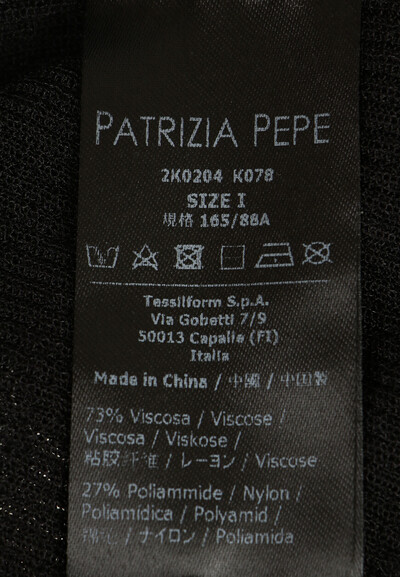 PATRIZIA PEPE
2K0204 K078
SIZE I
規格 165/88A
Tessilform S.p.A.
Via Gobetti 7/9
50013 Capalle (FI)
Italia
Made in China / 中國 / 中国製
73% Viscosa / Viscose /
Viscosa / Viskose /
粘胶纤维 / レーヨン / Viscose
27% Poliammide / Nylon /
Poliamídica / Polyamid /
/ ナイロン / Poliamida